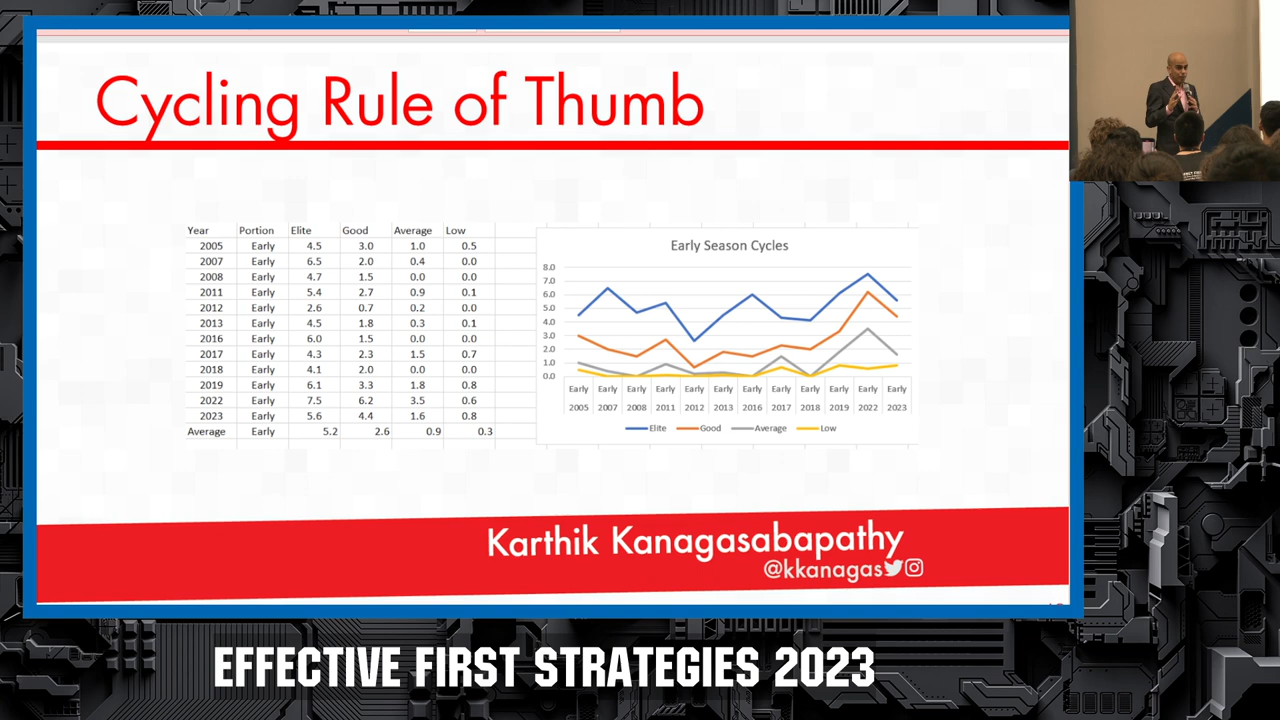 Cycling Rule of Thumb
Year Portion Elite Good Average Low
2005 Early 4.5 3.0 1.0 0.5
2007 Early 6.5 2.0 0.4 0.0
2008 Early 4.7 1.5 0.0 0.0
2011 Early 5.4 2.7 0.9 0.1
2012 Early 2.6 0.7 0.2 0.0
2013 Early 4.5 1.8 0.3 0.1
2016 Early 6.0 1.5 0.0 0.0
2017 Early 4.3 2.3 1.5 0.7
2018 Early 4.1 2.0 0.0 0.0
2019 Early 6.1 3.3 1.8 0.8
2022 Early 7.5 6.2 3.5 0.6
2023 Early 5.6 4.4 1.6 0.8
Average Early 5.2 2.6 0.9 0.3
Early Season Cycles
8.0
7.0
6.0
5.0
4.0
3.0
2.0
1.0
0.0
Early Early Early Early Early Early Early Early Early Early Early Early
2005 2007 2008 2011 2012 2013 2016 2017 2018 2019 2022 2023
Elite Good Average Low
Karthik Kanagasabapathy
@kkanagas
EFFECTIVE FIRST STRATEGIES 2023